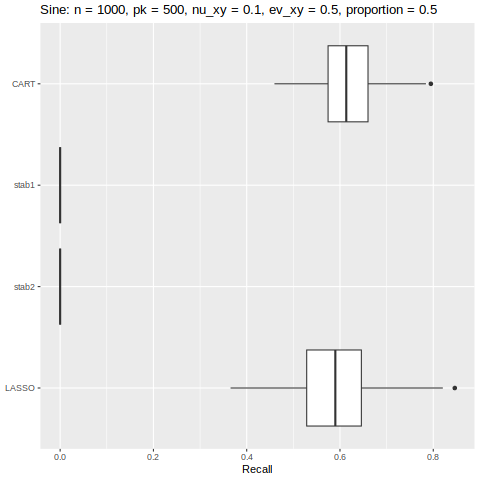 Sine: n = 1000, pk = 500, nu_xy = 0.1, ev_xy = 0.5, proportion = 0.5
CART
stab1
stab2
LASSO
0.0 0.2 0.4 0.6 0.8
Recall